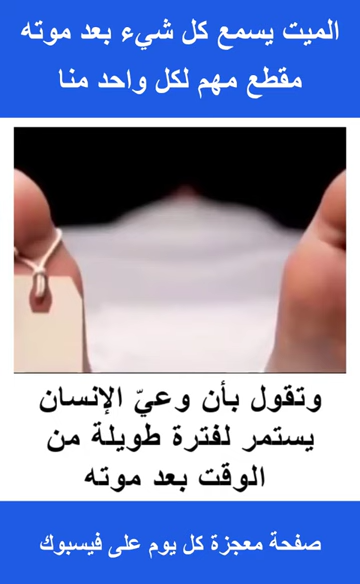 الميت يسمع كل شيء بعد موته
مقطع مهم لكل واحد منا
وتقول بأن وعيّ الإنسان
يستمر لفترة طويلة من
الوقت بعد موته
صفحة معجزة كل يوم على فيسبوك